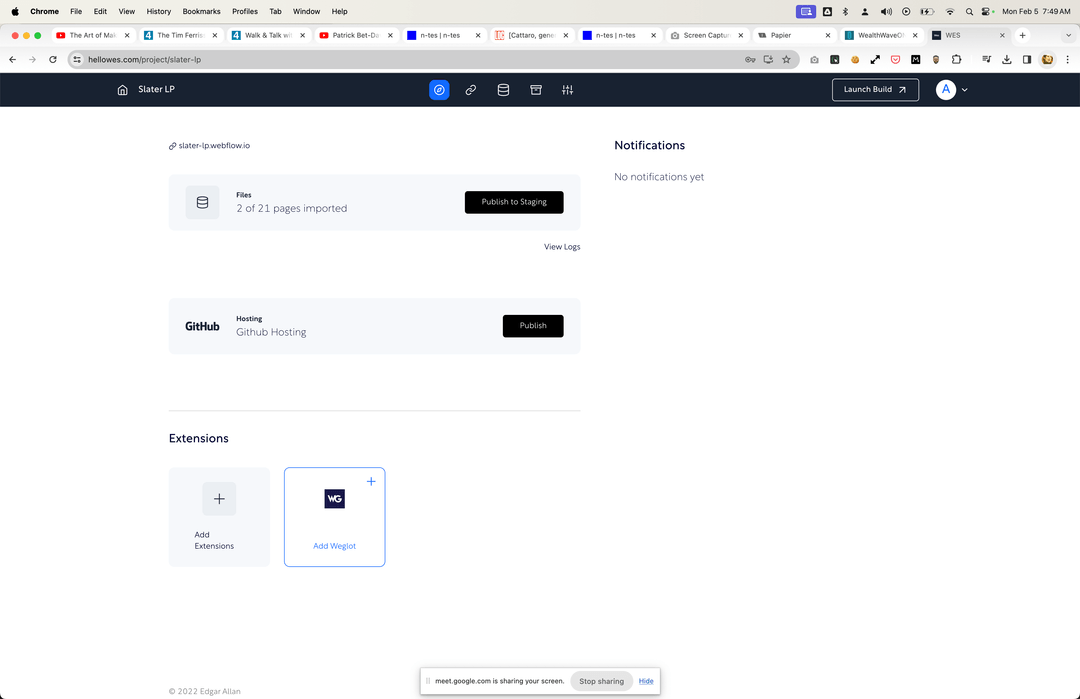 Chrome File Edit View History Bookmarks Profiles Tab Window Help Mon Feb 5 7:49 AM
The Art of Mak 4 The Tim Ferriss 4 Walk & Talk wi Patrick Bet-Da n-tes | n-tes [Cattaro, gene n-tes | n-tes Screen Captur Papier WealthWaveO WES
hellowes.com/project/slater-lp
Slater LP
Launch Build
A
slater-lp.webflow.io
Notifications
No notifications yet
Files
2 of 21 pages imported
Publish to Staging
View Logs
GitHub
Hosting
Github Hosting
Publish
Extensions
Add
Extensions
WG
Add Weglot
meet.google.com is sharing your screen. Stop sharing Hide
© 2022 Edgar Allan